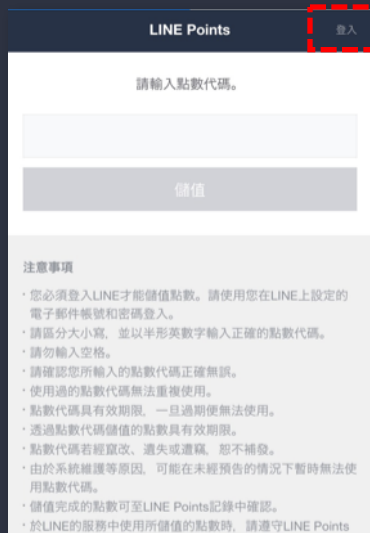 LINE Points
登入
請輸入點數代碼。
儲值
注意事項
・您必須登入LINE才能儲值點數。請使用您在LINE上設定的
電子郵件帳號和密碼登入。
・請區分大小寫，並以半形英數字輸入正確的點數代碼。
・請勿輸入空格。
・請確認您所輸入的點數代碼正確無誤。
・使用過的點數代碼無法重複使用。
・點數代碼具有效期限，一旦過期便無法使用。
・透過點數代碼儲值的點數具有效期限。
・點數代碼若經竄改、遺失或遭竊，恕不補發。
・由於系統維護等原因，可能在未經預告的情況下暫時無法使
用點數代碼。
・儲值完成的點數可至LINE Points記錄中確認。
・於LINE的服務中使用所儲值的點數時，請遵守LINE Points